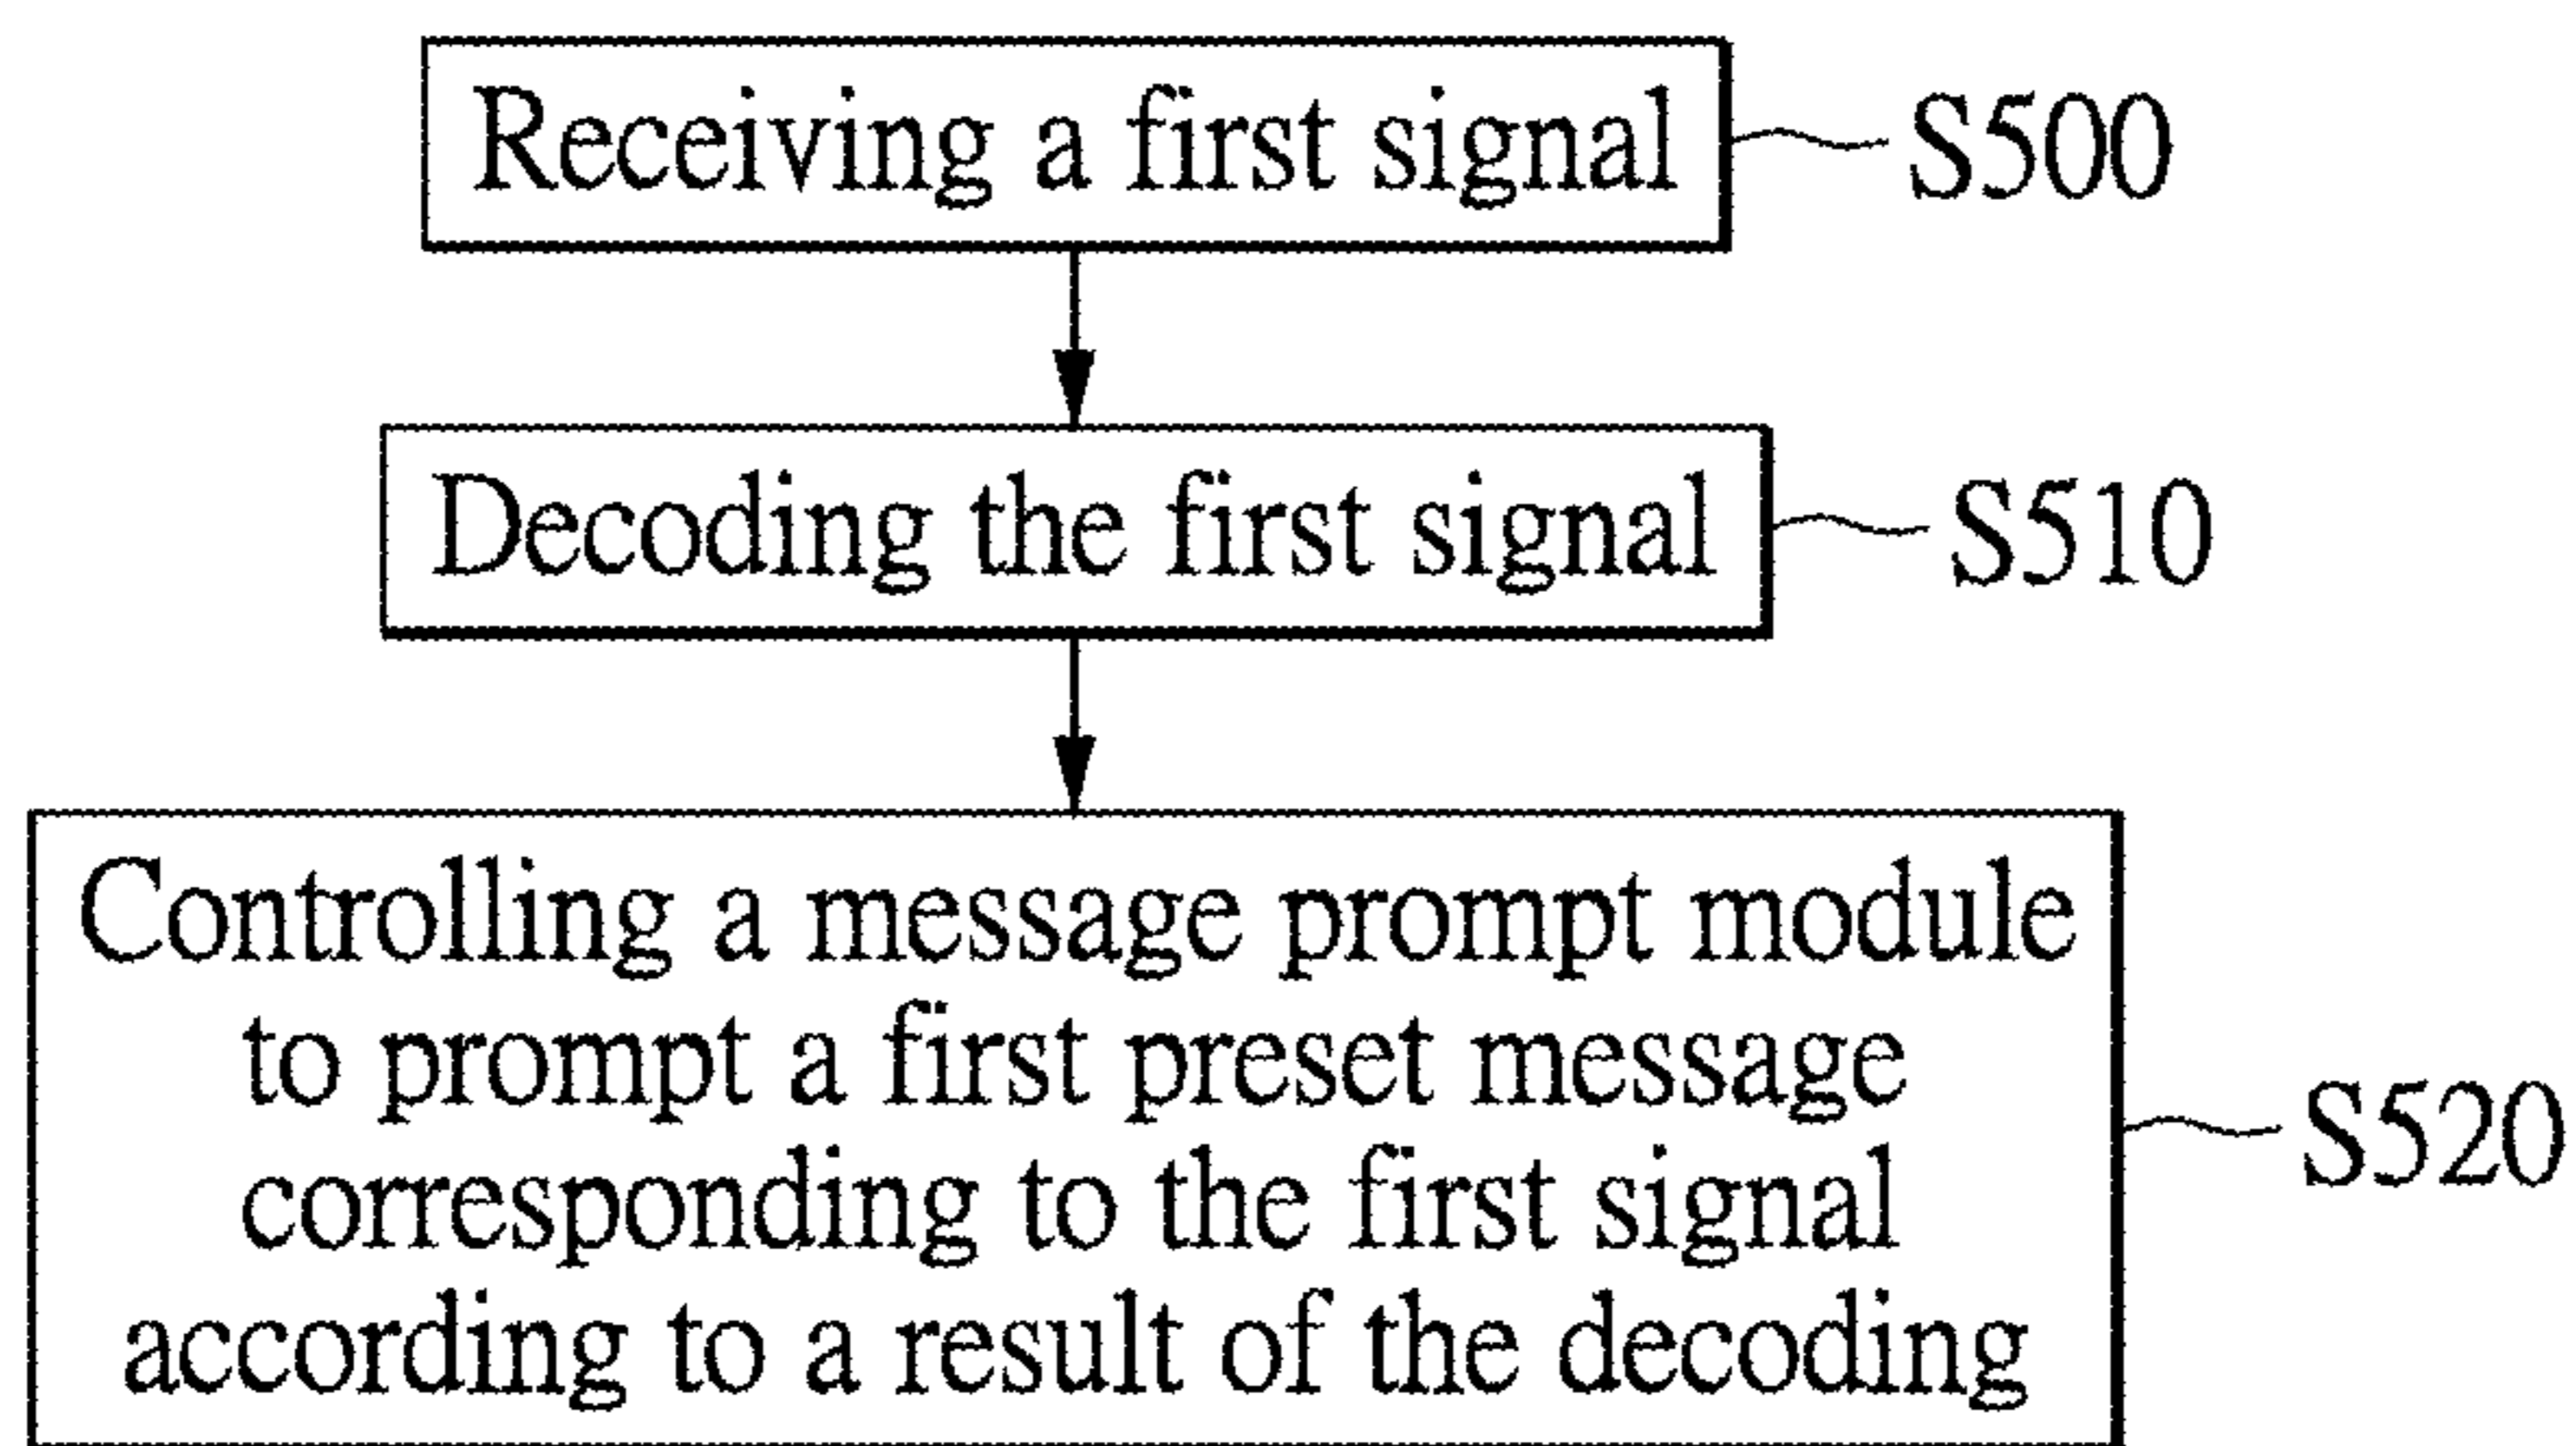 Receiving a first signal
S500
Decoding the first signal
S510
Controlling a message prompt module
to prompt a first preset message
corresponding to the first signal
according to a result of the decoding
S520